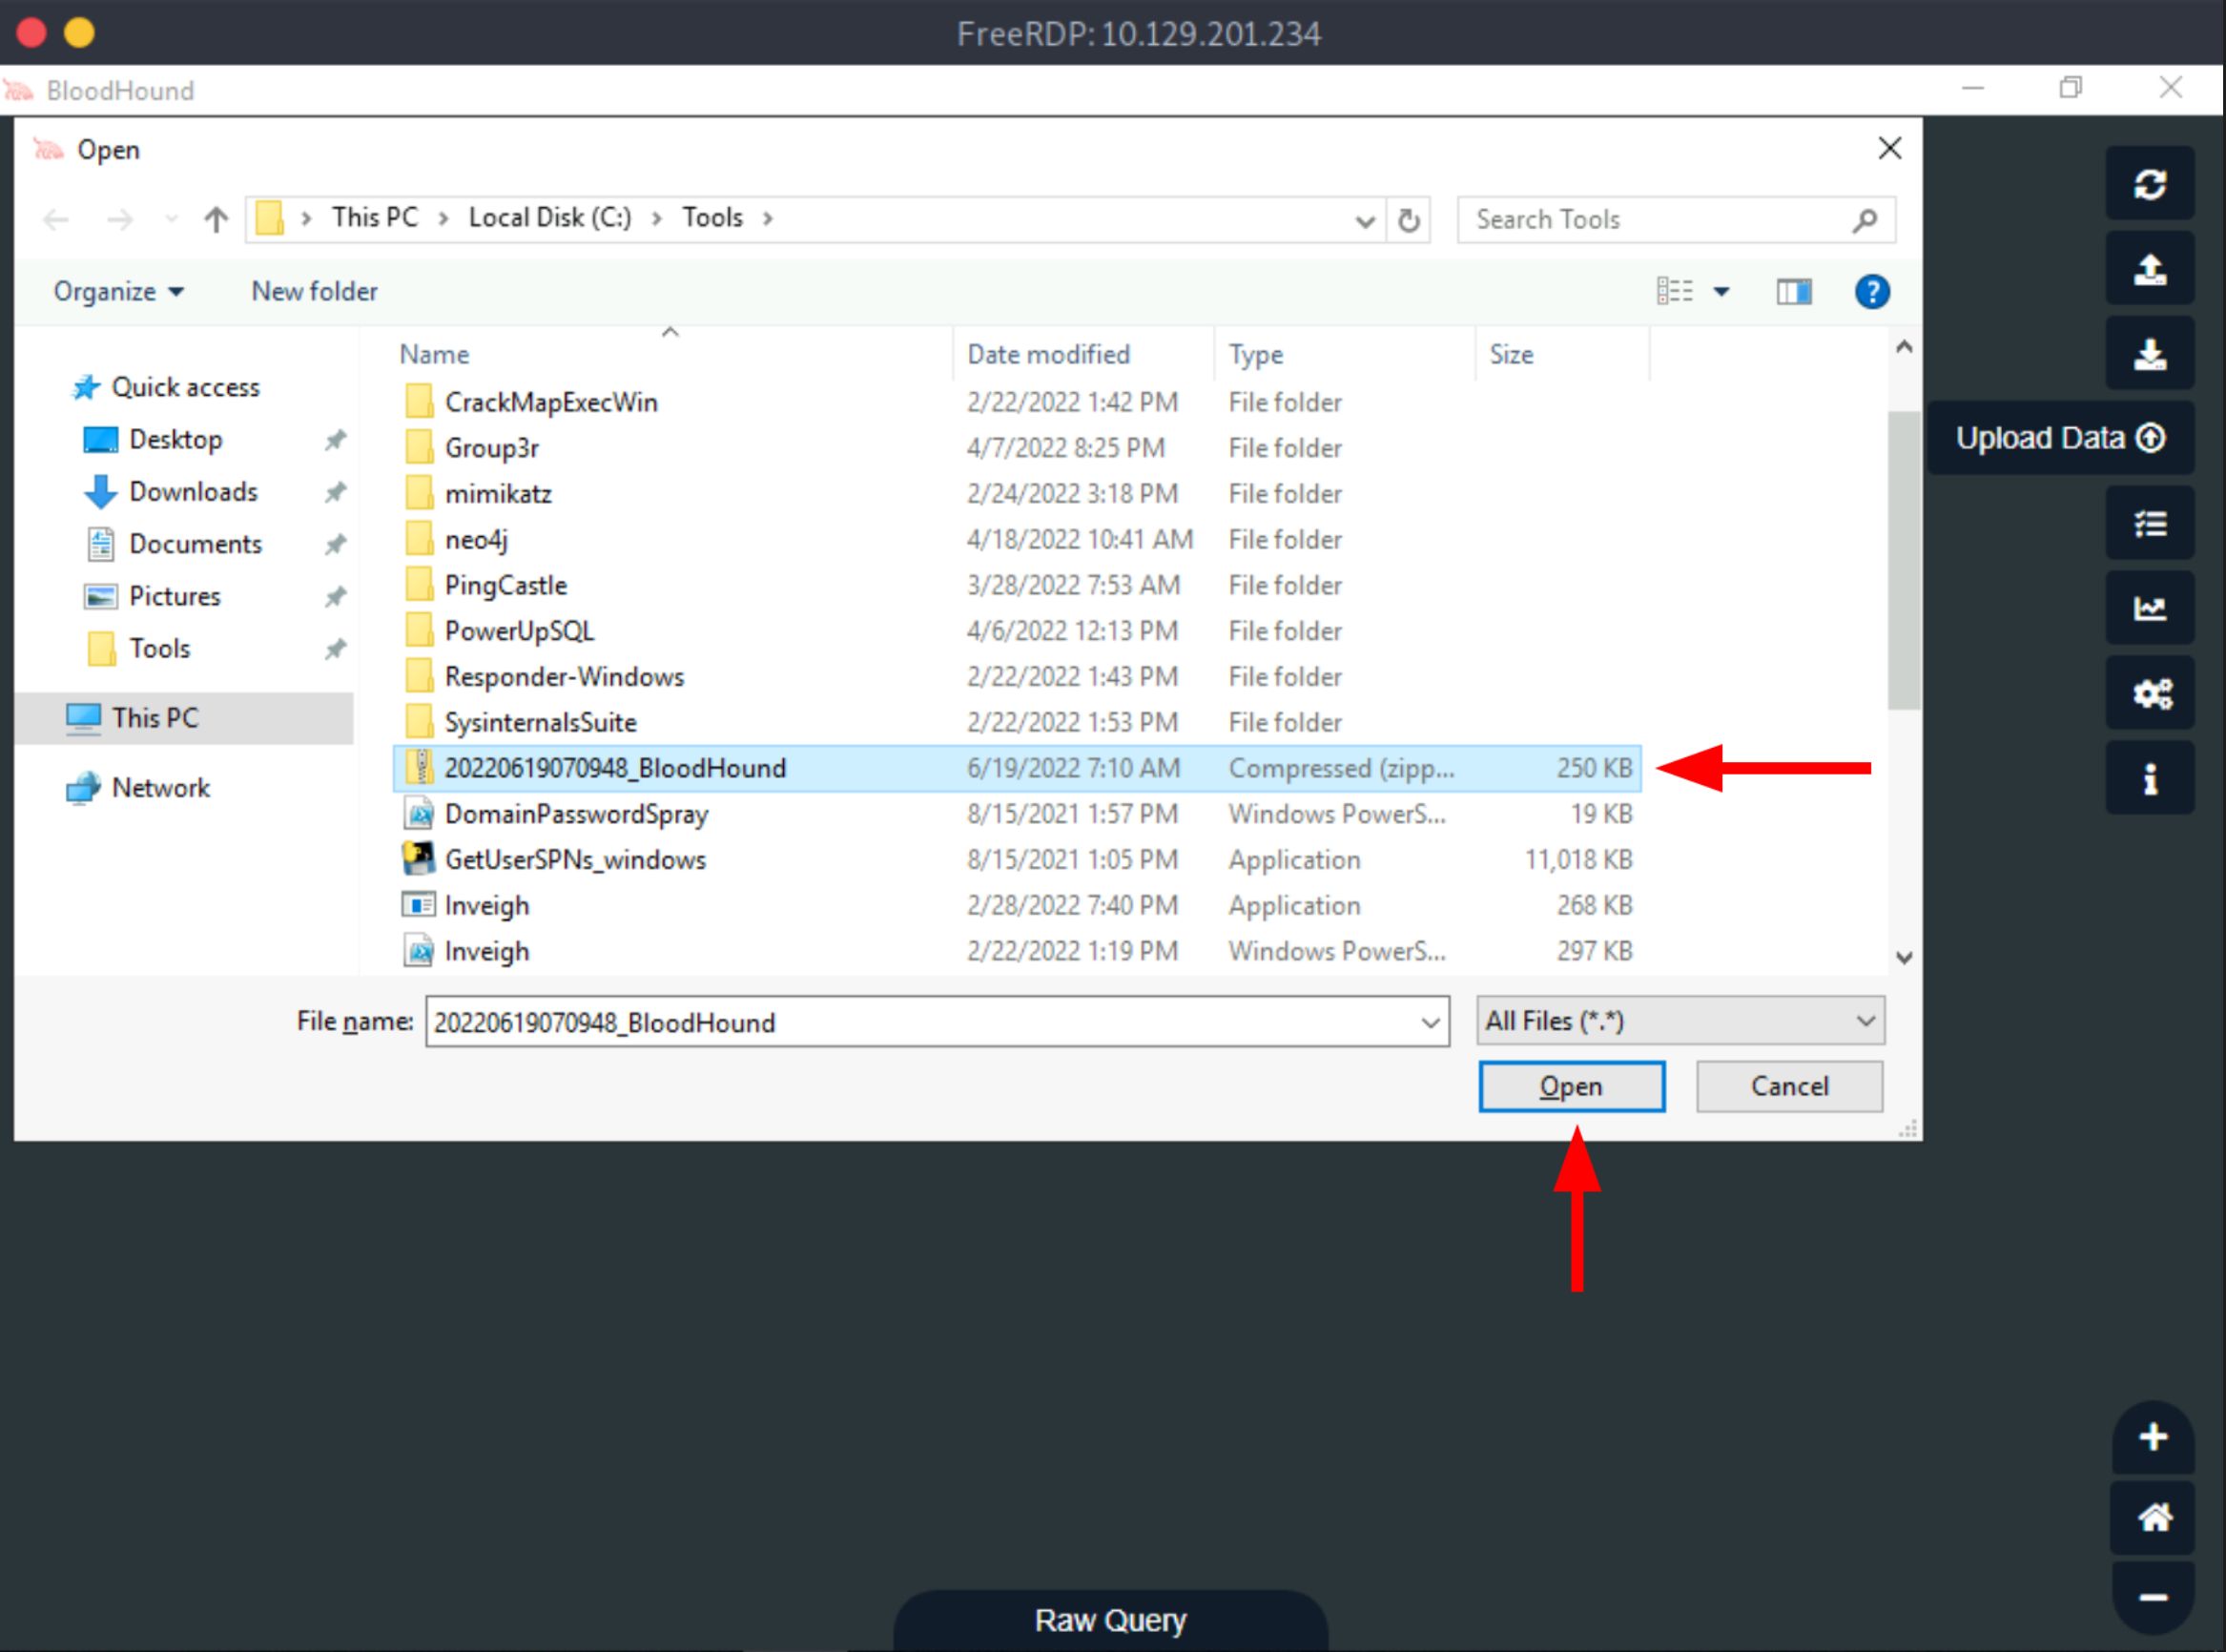 FreeRDP: 10.129.201.234
BloodHound
Open
This PC > Local Disk (C:) > Tools >
Search Tools
Organize
New folder
Name Date modified Type Size
Quick access
Desktop
Downloads
Documents
Pictures
Tools
This PC
Network
CrackMapExecWin 2/22/2022 1:42 PM File folder
Group3r 4/7/2022 8:25 PM File folder
mimikatz 2/24/2022 3:18 PM File folder
neo4j 4/18/2022 10:41 AM File folder
PingCastle 3/28/2022 7:53 AM File folder
PowerUpSQL 4/6/2022 12:13 PM File folder
Responder-Windows 2/22/2022 1:43 PM File folder
SysinternalsSuite 2/22/2022 1:53 PM File folder
20220619070948_BloodHound 6/19/2022 7:10 AM Compressed (zipp... 250 KB
DomainPasswordSpray 8/15/2021 1:57 PM Windows PowerS... 19 KB
GetUserSPNs_windows 8/15/2021 1:05 PM Application 11,018 KB
Inveigh 2/28/2022 7:40 PM Application 268 KB
Inveigh 2/22/2022 1:19 PM Windows PowerS... 297 KB
File name: 20220619070948_BloodHound
All Files (*.*)
Open
Cancel
Upload Data
Raw Query